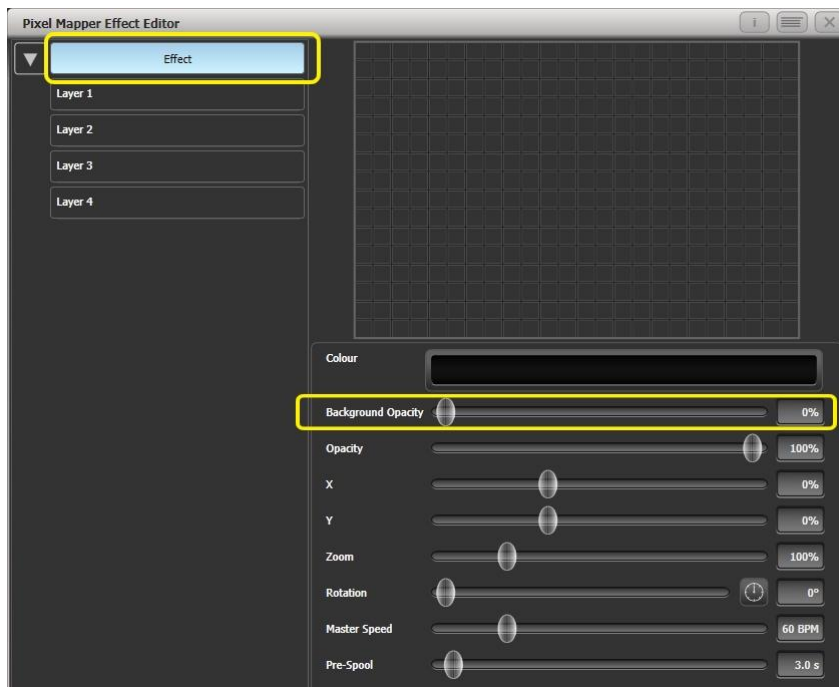 Pixel Mapper Effect Editor
i
Effect
Layer 1
Layer 2
Layer 3
Layer 4
Colour
Background Opacity 0%
Opacity 100%
X 0%
Y 0%
Zoom 100%
Rotation 0°
Master Speed 60 BPM
Pre-Spool 3.0 s